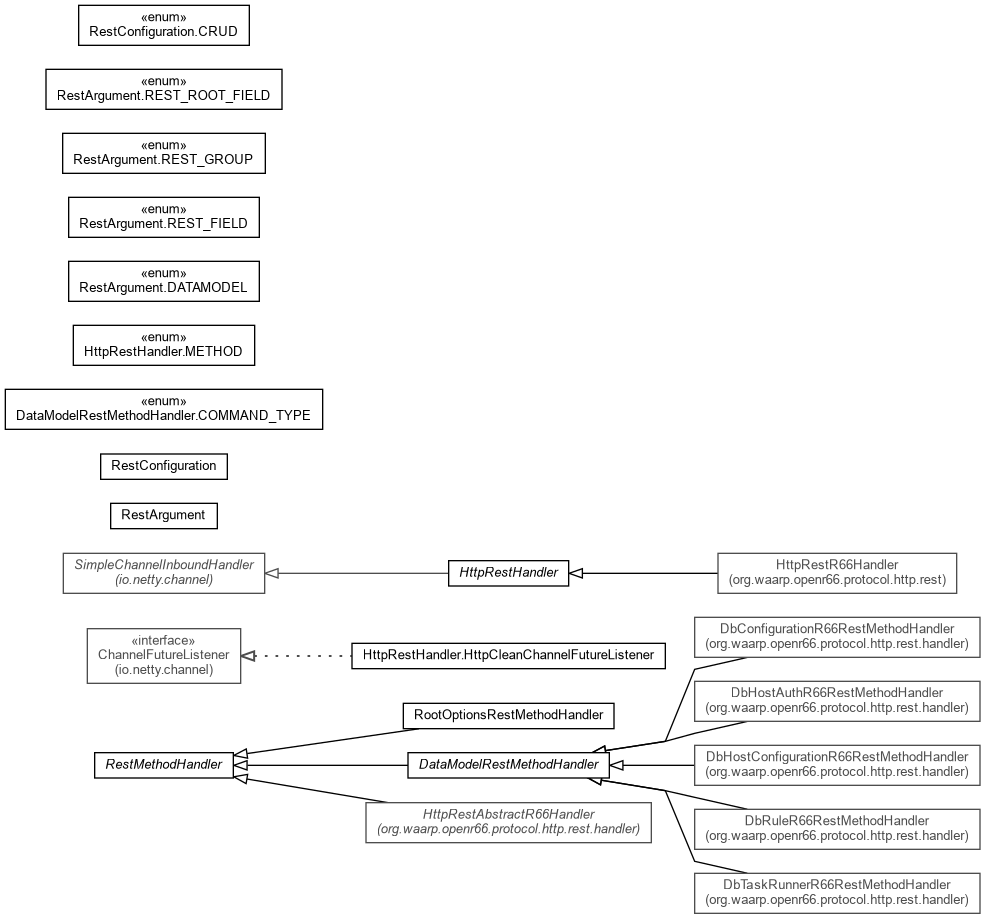 «enum»
RestConfiguration.CRUD
«enum»
RestArgument.REST_ROOT_FIELD
«enum»
RestArgument.REST_GROUP
«enum»
RestArgument.REST_FIELD
«enum»
RestArgument.DATAMODEL
«enum»
HttpRestHandler.METHOD
«enum»
DataModelRestMethodHandler.COMMAND_TYPE
RestConfiguration
RestArgument
SimpleChannelInboundHandler
(io.netty.channel)
HttpRestHandler
HttpRestR66Handler
(org.waarp.openr66.protocol.http.rest)
«interface»
ChannelFutureListener
(io.netty.channel)
HttpRestHandler.HttpCleanChannelFutureListener
RestMethodHandler
RootOptionsRestMethodHandler
DataModelRestMethodHandler
HttpRestAbstractR66Handler
(org.waarp.openr66.protocol.http.rest.handler)
DbConfigurationR66RestMethodHandler
(org.waarp.openr66.protocol.http.rest.handler)
DbHostAuthR66RestMethodHandler
(org.waarp.openr66.protocol.http.rest.handler)
DbHostConfigurationR66RestMethodHandler
(org.waarp.openr66.protocol.http.rest.handler)
DbRuleR66RestMethodHandler
(org.waarp.openr66.protocol.http.rest.handler)
DbTaskRunnerR66RestMethodHandler
(org.waarp.openr66.protocol.http.rest.handler)